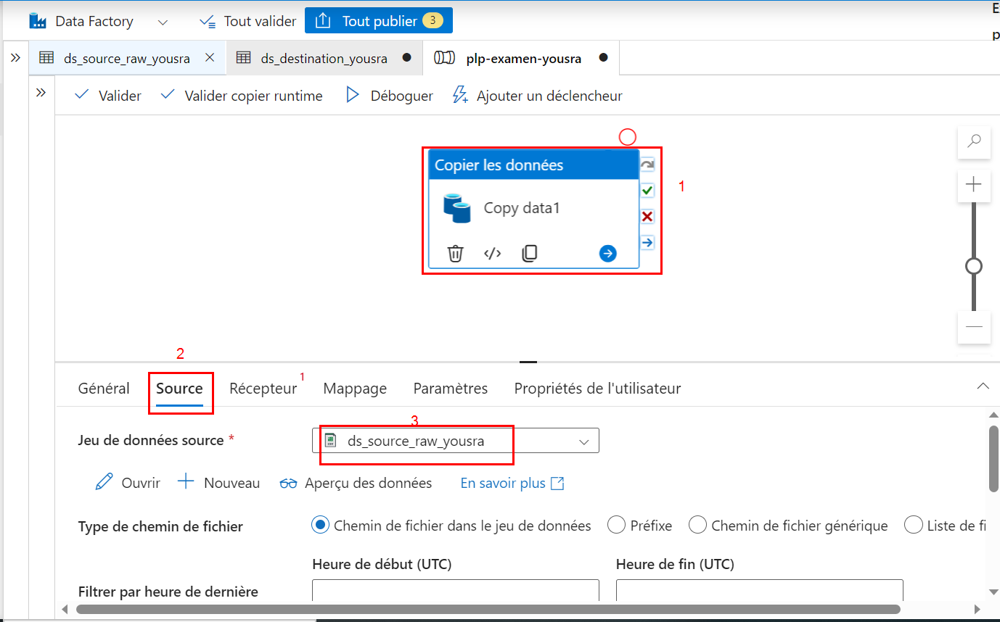 Data Factory Tout valider Tout publier 3
ds_source_raw_yousra ds_destination_yousra plp-examen-yousra
Valider Valider copier runtime Déboguer Ajouter un déclencheur
Copier les données
1
Copy data1
2
Général Source Récepteur 1 Mappage Paramètres Propriétés de l'utilisateur
3
Jeu de données source * ds_source_raw_yousra
Ouvrir Nouveau Aperçu des données En savoir plus
Type de chemin de fichier Chemin de fichier dans le jeu de données Préfixe Chemin de fichier générique Liste de fi
Heure de début (UTC) Heure de fin (UTC)
Filtrer par heure de dernière